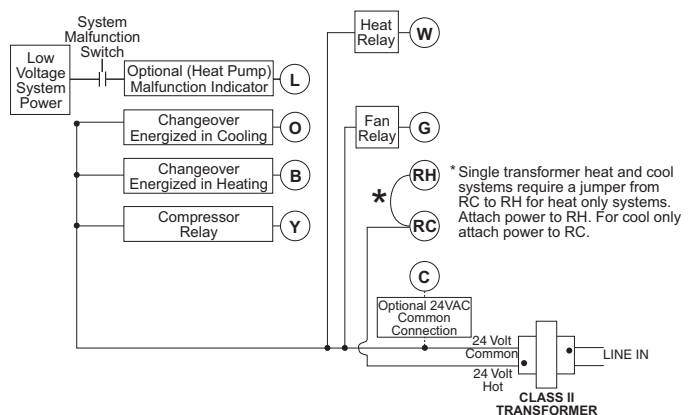 System
Malfunction
Switch
Low
Voltage
System
Power
Optional (Heat Pump)
Malfunction Indicator
L
Changeover
Energized in Cooling
O
Changeover
Energized in Heating
B
Compressor
Relay
Y
Heat
Relay
W
Fan
Relay
G
RH
*
RC
* Single transformer heat and cool
systems require a jumper from
RC to RH for heat only systems.
Attach power to RH. For cool only
attach power to RC.
C
Optional 24VAC
Common
Connection
24 Volt
Common
24 Volt
Hot
LINE IN
CLASS II
TRANSFORMER